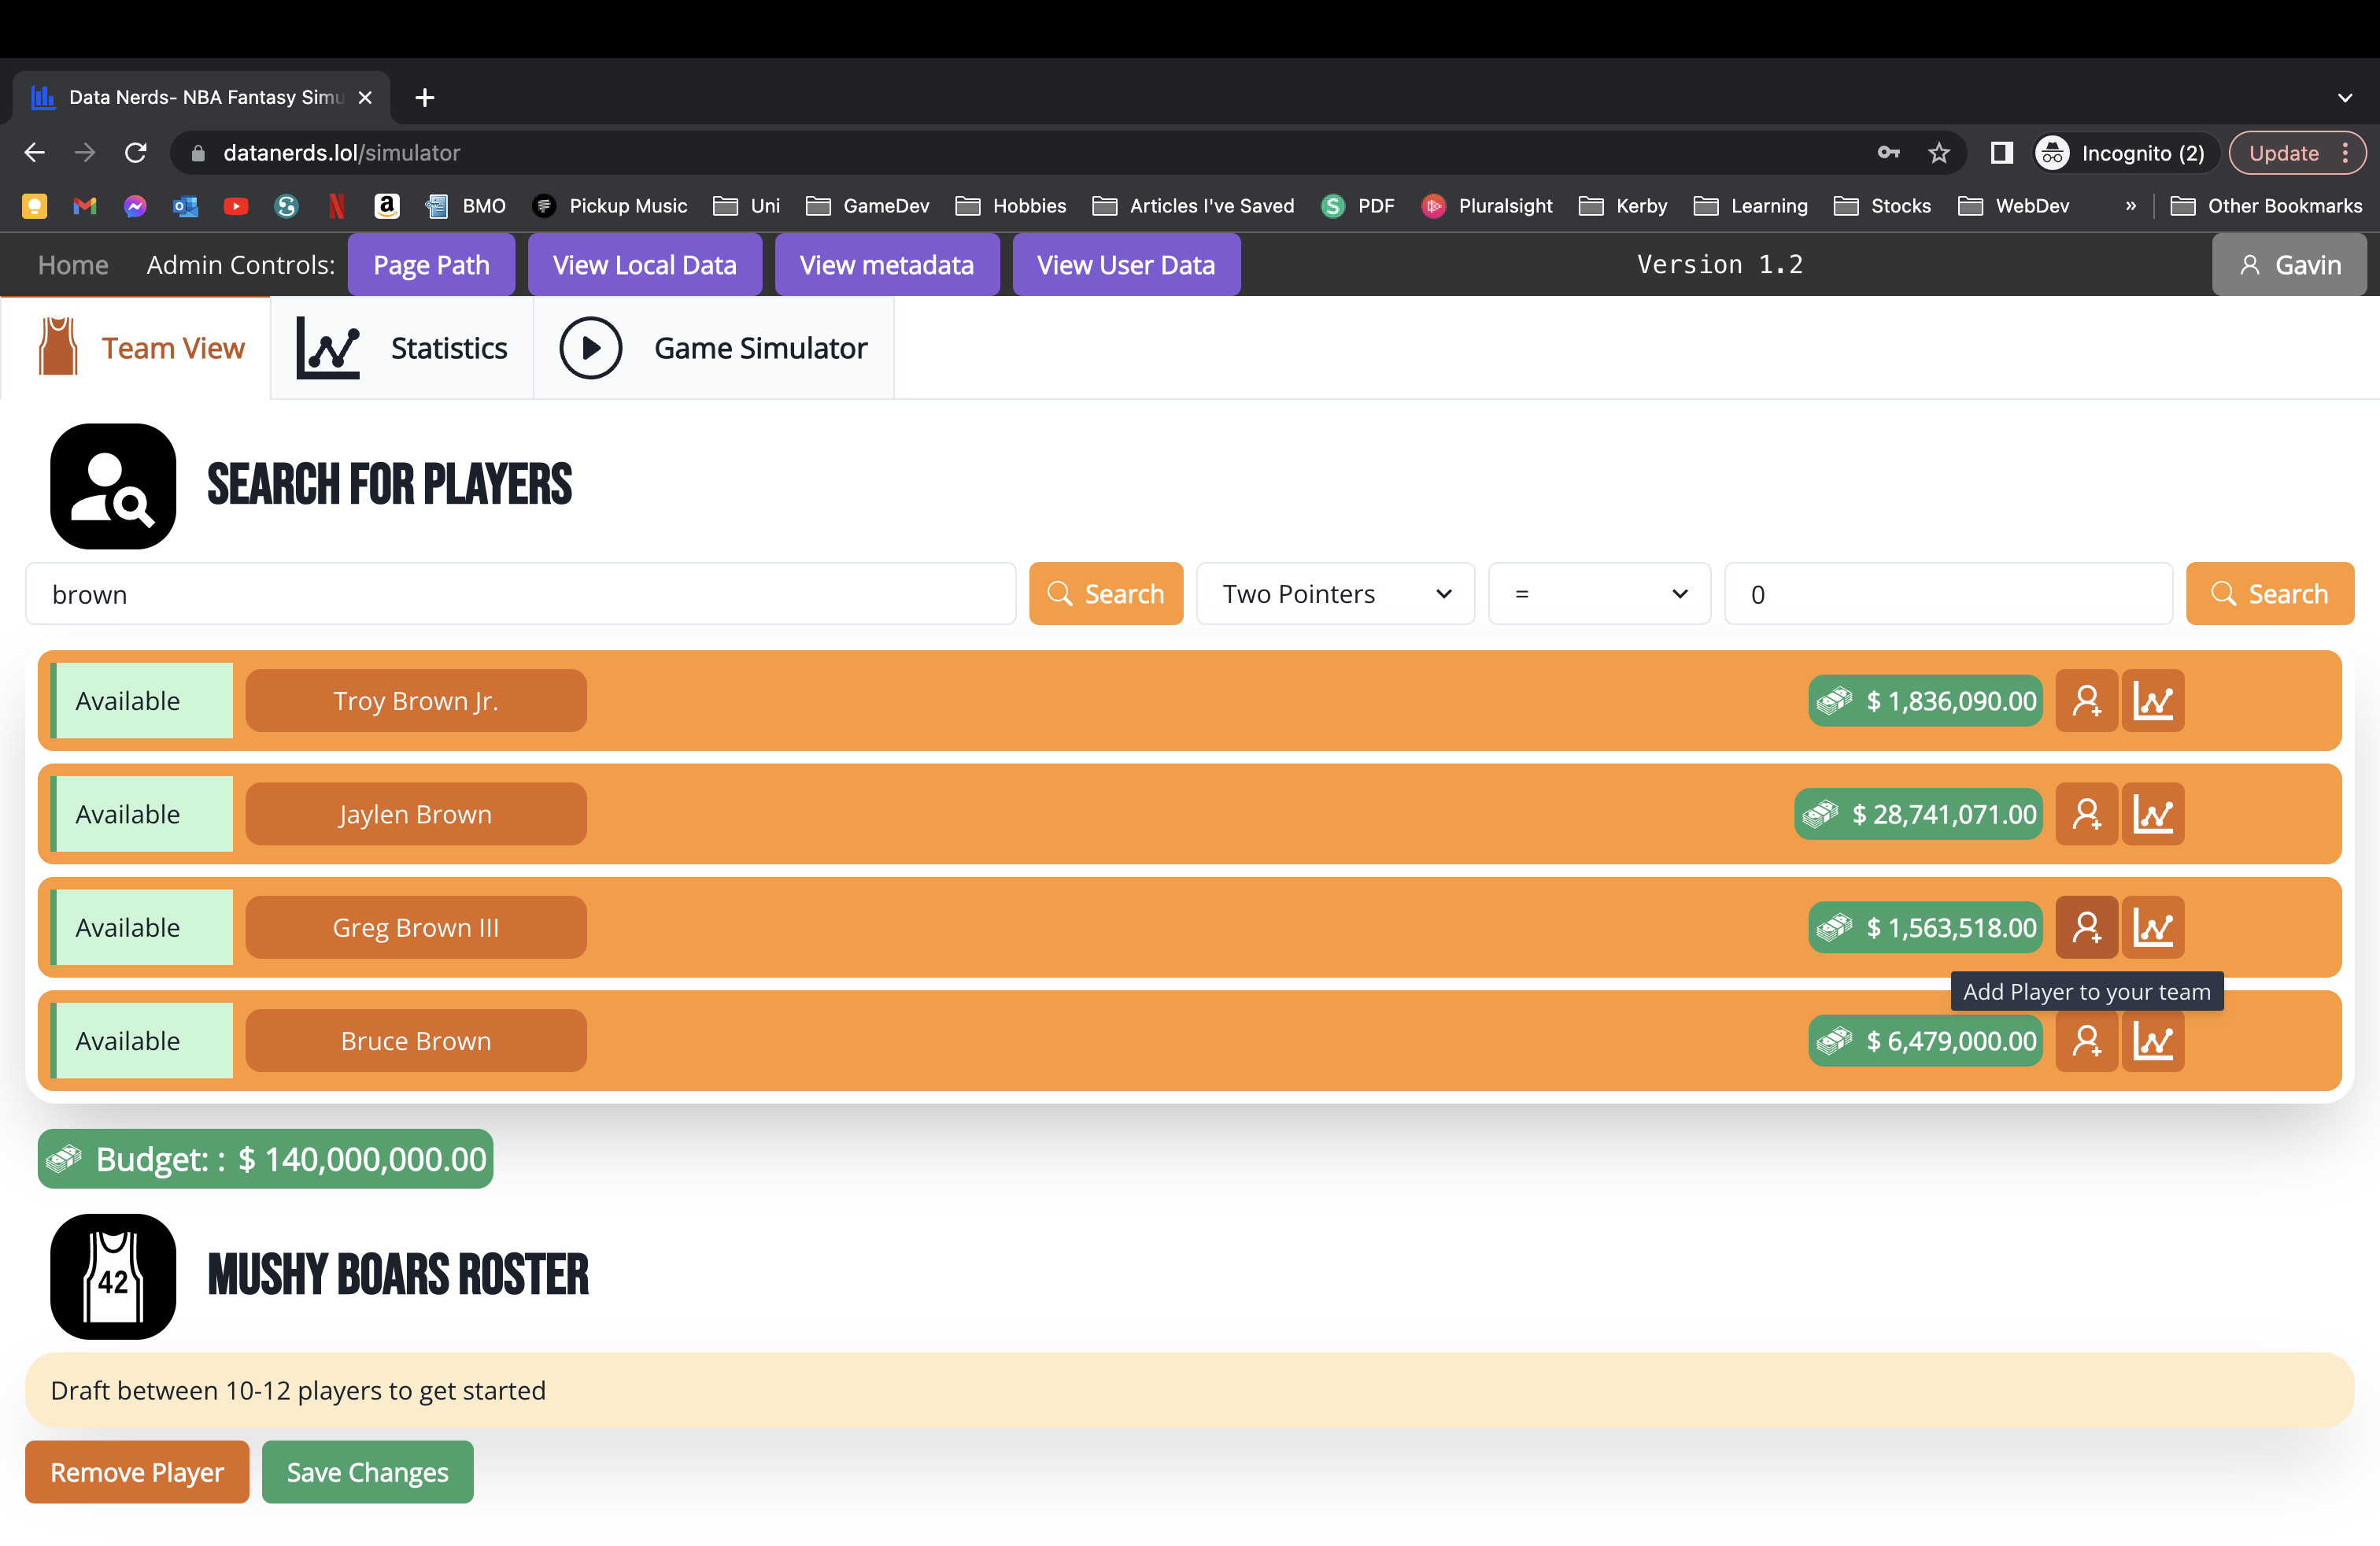 Data Nerds- NBA Fantasy Simu
datanerds.lol/simulator
Incognito (2)
Update
BMO
Pickup Music
Uni
GameDev
Hobbies
Articles I've Saved
PDF
Pluralsight
Kerby
Learning
Stocks
WebDev
»
Other Bookmarks
Home
Admin Controls:
Page Path
View Local Data
View metadata
View User Data
Version 1.2
Gavin
Team View
Statistics
Game Simulator
SEARCH FOR PLAYERS
brown
Search
Two Pointers
=
0
Search
Available
Troy Brown Jr.
$ 1,836,090.00
Available
Jaylen Brown
$ 28,741,071.00
Available
Greg Brown III
$ 1,563,518.00
Add Player to your team
Available
Bruce Brown
$ 6,479,000.00
Budget: : $ 140,000,000.00
42
MUSHY BOARS ROSTER
Draft between 10-12 players to get started
Remove Player
Save Changes